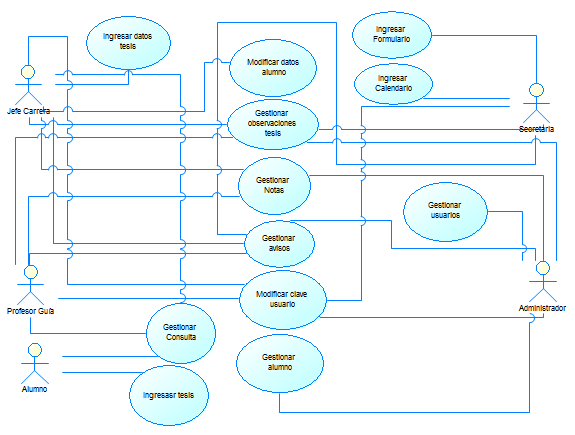 Ingresar datos
tesis
Ingresar
Formulario
Modificar datos
alumno
Ingresar
Calendario
Jefe Carrera
Gestionar
observaciones
tesis
Secretaria
Gestionar
Notas
Gestionar
usuarios
Gestionar
avisos
Modificar clave
usuario
Profesor Guía
Administrador
Gestionar
Consulta
Gestionar
alumno
Alumno
Ingresasr tesis